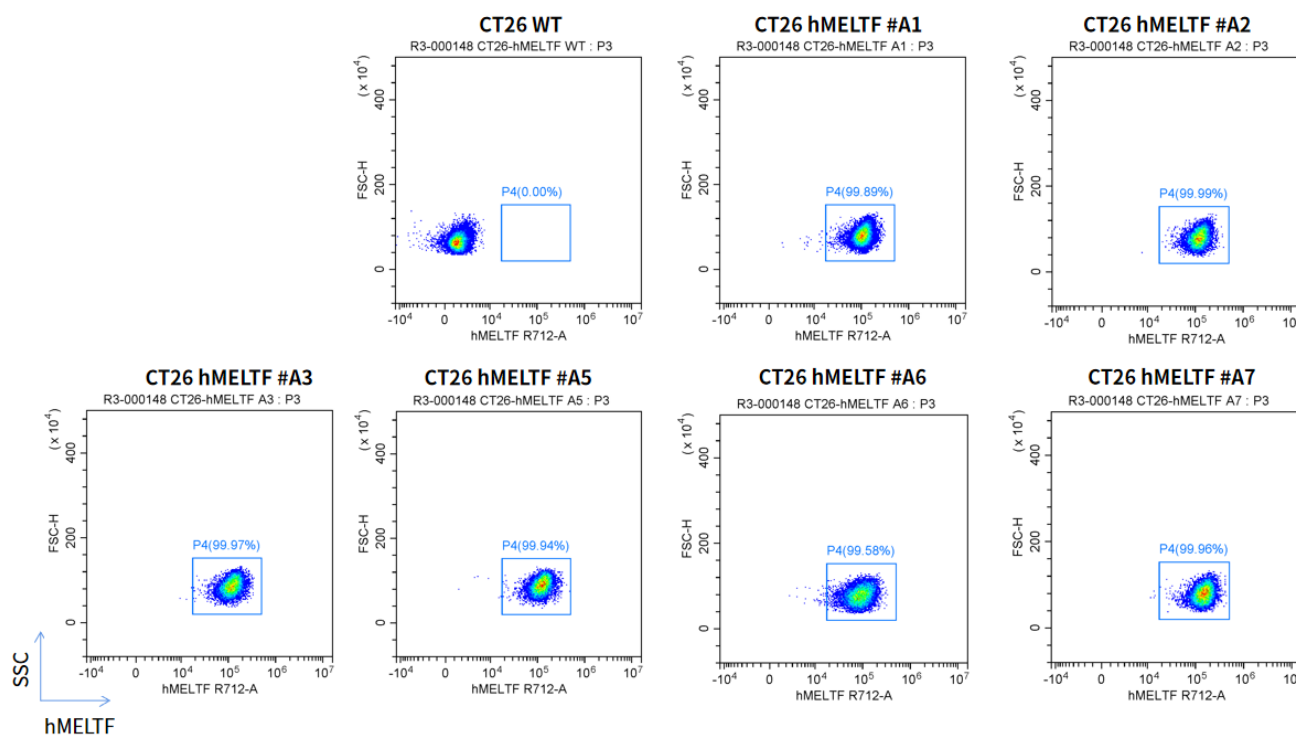 CT26 WT
R3-000148 CT26-hMELTF WT : P3
(x 10⁴)
FSC-H
400
200
0
P4(0.00%)
-10⁴ 0 10⁴ 10⁵ 10⁶ 10⁷
hMELTF R712-A
CT26 hMELTF #A1
R3-000148 CT26-hMELTF A1 : P3
(x 10⁴)
FSC-H
400
200
0
P4(99.89%)
-10⁴ 0 10⁴ 10⁵ 10⁶ 10⁷
hMELTF R712-A
CT26 hMELTF #A2
R3-000148 CT26-hMELTF A2 : P3
(x 10⁴)
FSC-H
400
200
0
P4(99.99%)
-10⁴ 0 10⁴ 10⁵ 10⁶ 10⁷
hMELTF R712-A
CT26 hMELTF #A3
R3-000148 CT26-hMELTF A3 : P3
(x 10⁴)
FSC-H
400
200
0
P4(99.97%)
-10⁴ 0 10⁴ 10⁵ 10⁶ 10⁷
hMELTF R712-A
CT26 hMELTF #A5
R3-000148 CT26-hMELTF A5 : P3
(x 10⁴)
FSC-H
400
200
0
P4(99.94%)
-10⁴ 0 10⁴ 10⁵ 10⁶ 10⁷
hMELTF R712-A
CT26 hMELTF #A6
R3-000148 CT26-hMELTF A6 : P3
(x 10⁴)
FSC-H
400
200
0
P4(99.58%)
-10⁴ 0 10⁴ 10⁵ 10⁶ 10⁷
hMELTF R712-A
CT26 hMELTF #A7
R3-000148 CT26-hMELTF A7 : P3
(x 10⁴)
FSC-H
400
200
0
P4(99.96%)
-10⁴ 0 10⁴ 10⁵ 10⁶ 10⁷
hMELTF R712-A
SSC
hMELTF